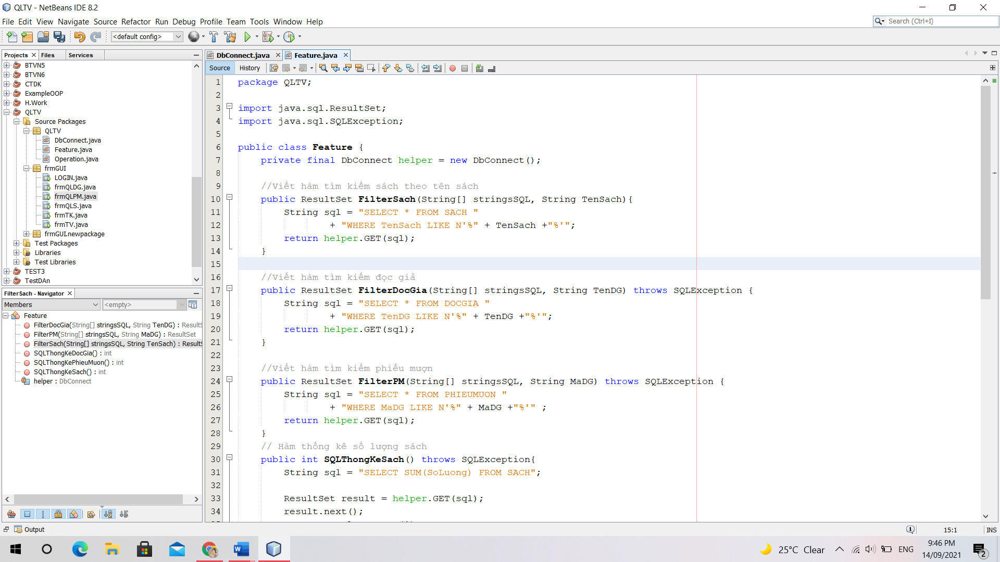 QLTV - NetBeans IDE 8.2
File Edit View Navigate Source Refactor Run Debug Profile Team Tools Window Help
Search (Ctrl+I)
<default config>
Projects Files Services
BTVN5
BTVN6
CTDK
ExampleOOP
H.Work
QLTV
Source Packages
QLTV
DbConnect.java
Feature.java
Operation.java
frmGUI
LOGIN.java
frmQLDG.java
frmQLPM.java
frmQLS.java
frmTK.java
frmTV.java
frmGUI.newpackage
Test Packages
Libraries
Test Libraries
TEST3
TestDAn
FilterSach - Navigator
Members <empty>
Feature
FilterDocGia(String[] stringsSQL, String TenDG) : ResultS
FilterPM(String[] stringsSQL, String MaDG) : ResultSet
FilterSach(String[] stringsSQL, String TenSach) : ResultS
SQLThongKeDocGia() : int
SQLThongKePhieuMuon() : int
SQLThongKeSach() : int
helper : DbConnect
DbConnect.java Feature.java
Source History
1 package QLTV;
2
3 import java.sql.ResultSet;
4 import java.sql.SQLException;
5
6 public class Feature {
7 private final DbConnect helper = new DbConnect();
8
9 //Viết hàm tìm kiếm sách theo tên sách
10 public ResultSet FilterSach(String[] stringsSQL, String TenSach){
11 String sql = "SELECT * FROM SACH "
12 + "WHERE TenSach LIKE N'%" + TenSach +"%'";
13 return helper.GET(sql);
14 }
15
16 //Viết hàm tìm kiếm đọc giả
17 public ResultSet FilterDocGia(String[] stringsSQL, String TenDG) throws SQLException {
18 String sql = "SELECT * FROM DOCGIA "
19 + "WHERE TenDG LIKE N'%" + TenDG +"%'";
20 return helper.GET(sql);
21 }
22
23 //Viết hàm tìm kiếm phiếu mượn
24 public ResultSet FilterPM(String[] stringsSQL, String MaDG) throws SQLException {
25 String sql = "SELECT * FROM PHIEUMUON "
26 + "WHERE MaDG LIKE N'%" + MaDG +"%'" ;
27 return helper.GET(sql);
28 }
29 // Hàm thống kê số lượng sách
30 public int SQLThongKeSach() throws SQLException{
31 String sql = "SELECT SUM(SoLuong) FROM SACH";
32
33 ResultSet result = helper.GET(sql);
34 result.next();
Output
1
15:1 INS
25°C Clear
ENG
9:46 PM
14/09/2021
2